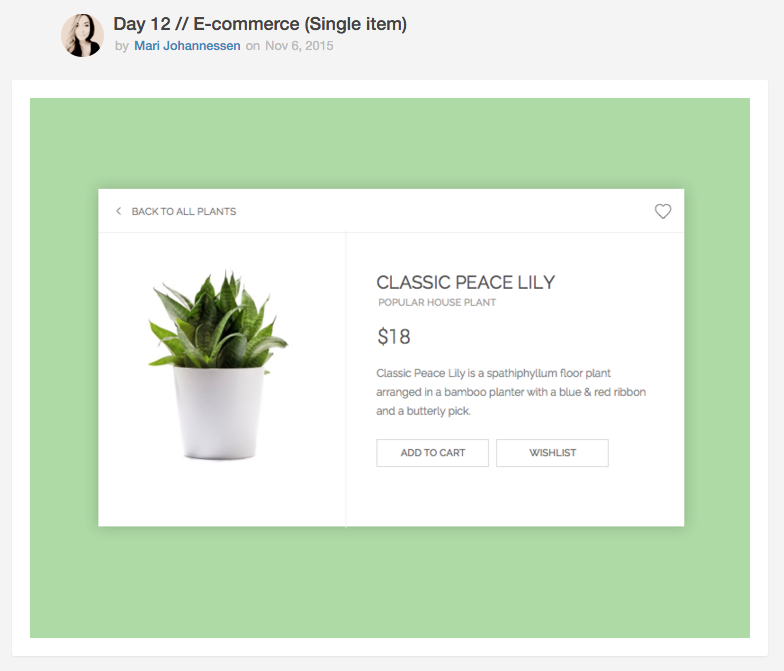 Day 12 // E-commerce (Single item)
by Mari Johannessen on Nov 6, 2015
BACK TO ALL PLANTS
CLASSIC PEACE LILY
POPULAR HOUSE PLANT
$18
Classic Peace Lily is a spathiphyllum floor plant
arranged in a bamboo planter with a blue & red ribbon
and a butterly pick.
ADD TO CART WISHLIST